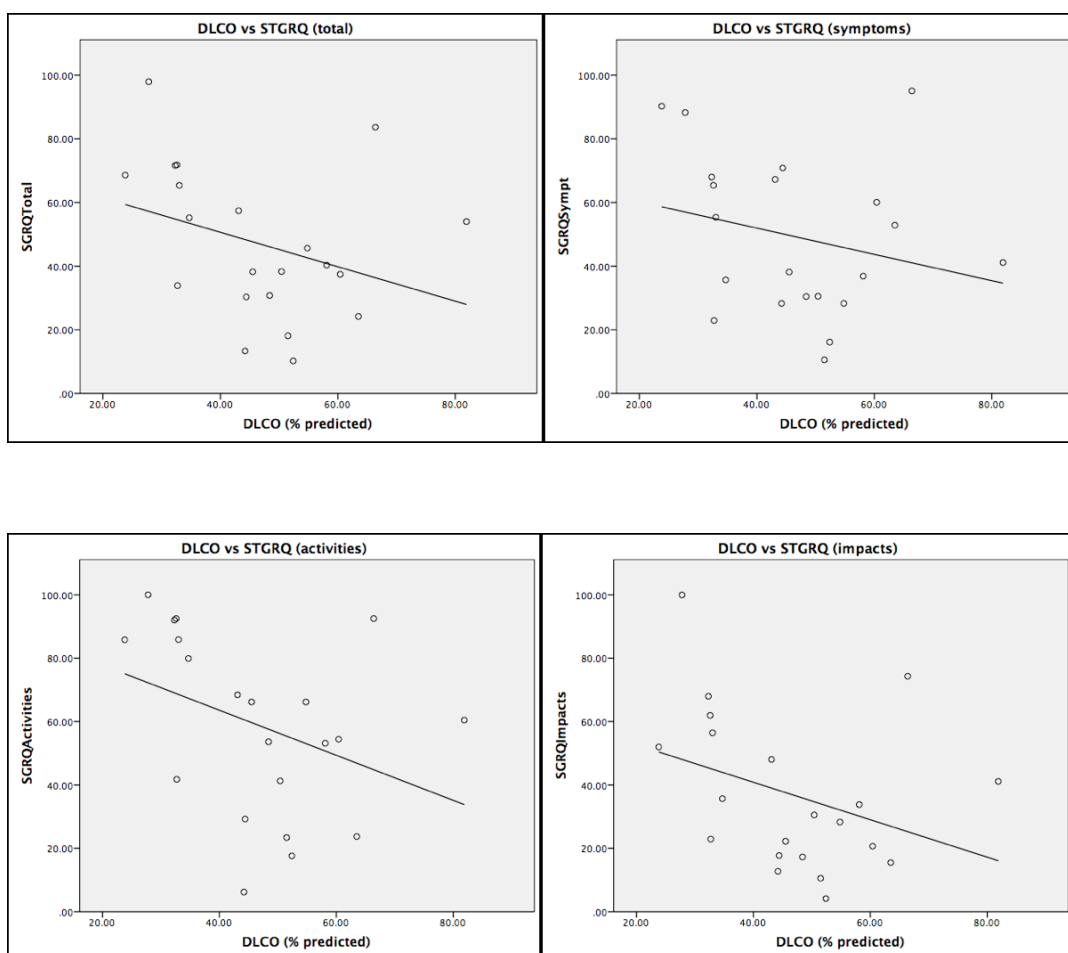 DLCO vs STGRQ (total)
SGRQTotal
100.00
80.00
60.00
40.00
20.00
.00
20.00 40.00 60.00 80.00
DLCO (% predicted)
DLCO vs STGRQ (symptoms)
SGRQSympt
100.00
80.00
60.00
40.00
20.00
.00
20.00 40.00 60.00 80.00
DLCO (% predicted)
DLCO vs STGRQ (activities)
SGRQActivities
100.00
80.00
60.00
40.00
20.00
.00
20.00 40.00 60.00 80.00
DLCO (% predicted)
DLCO vs STGRQ (impacts)
SGRQImpacts
100.00
80.00
60.00
40.00
20.00
.00
20.00 40.00 60.00 80.00
DLCO (% predicted)